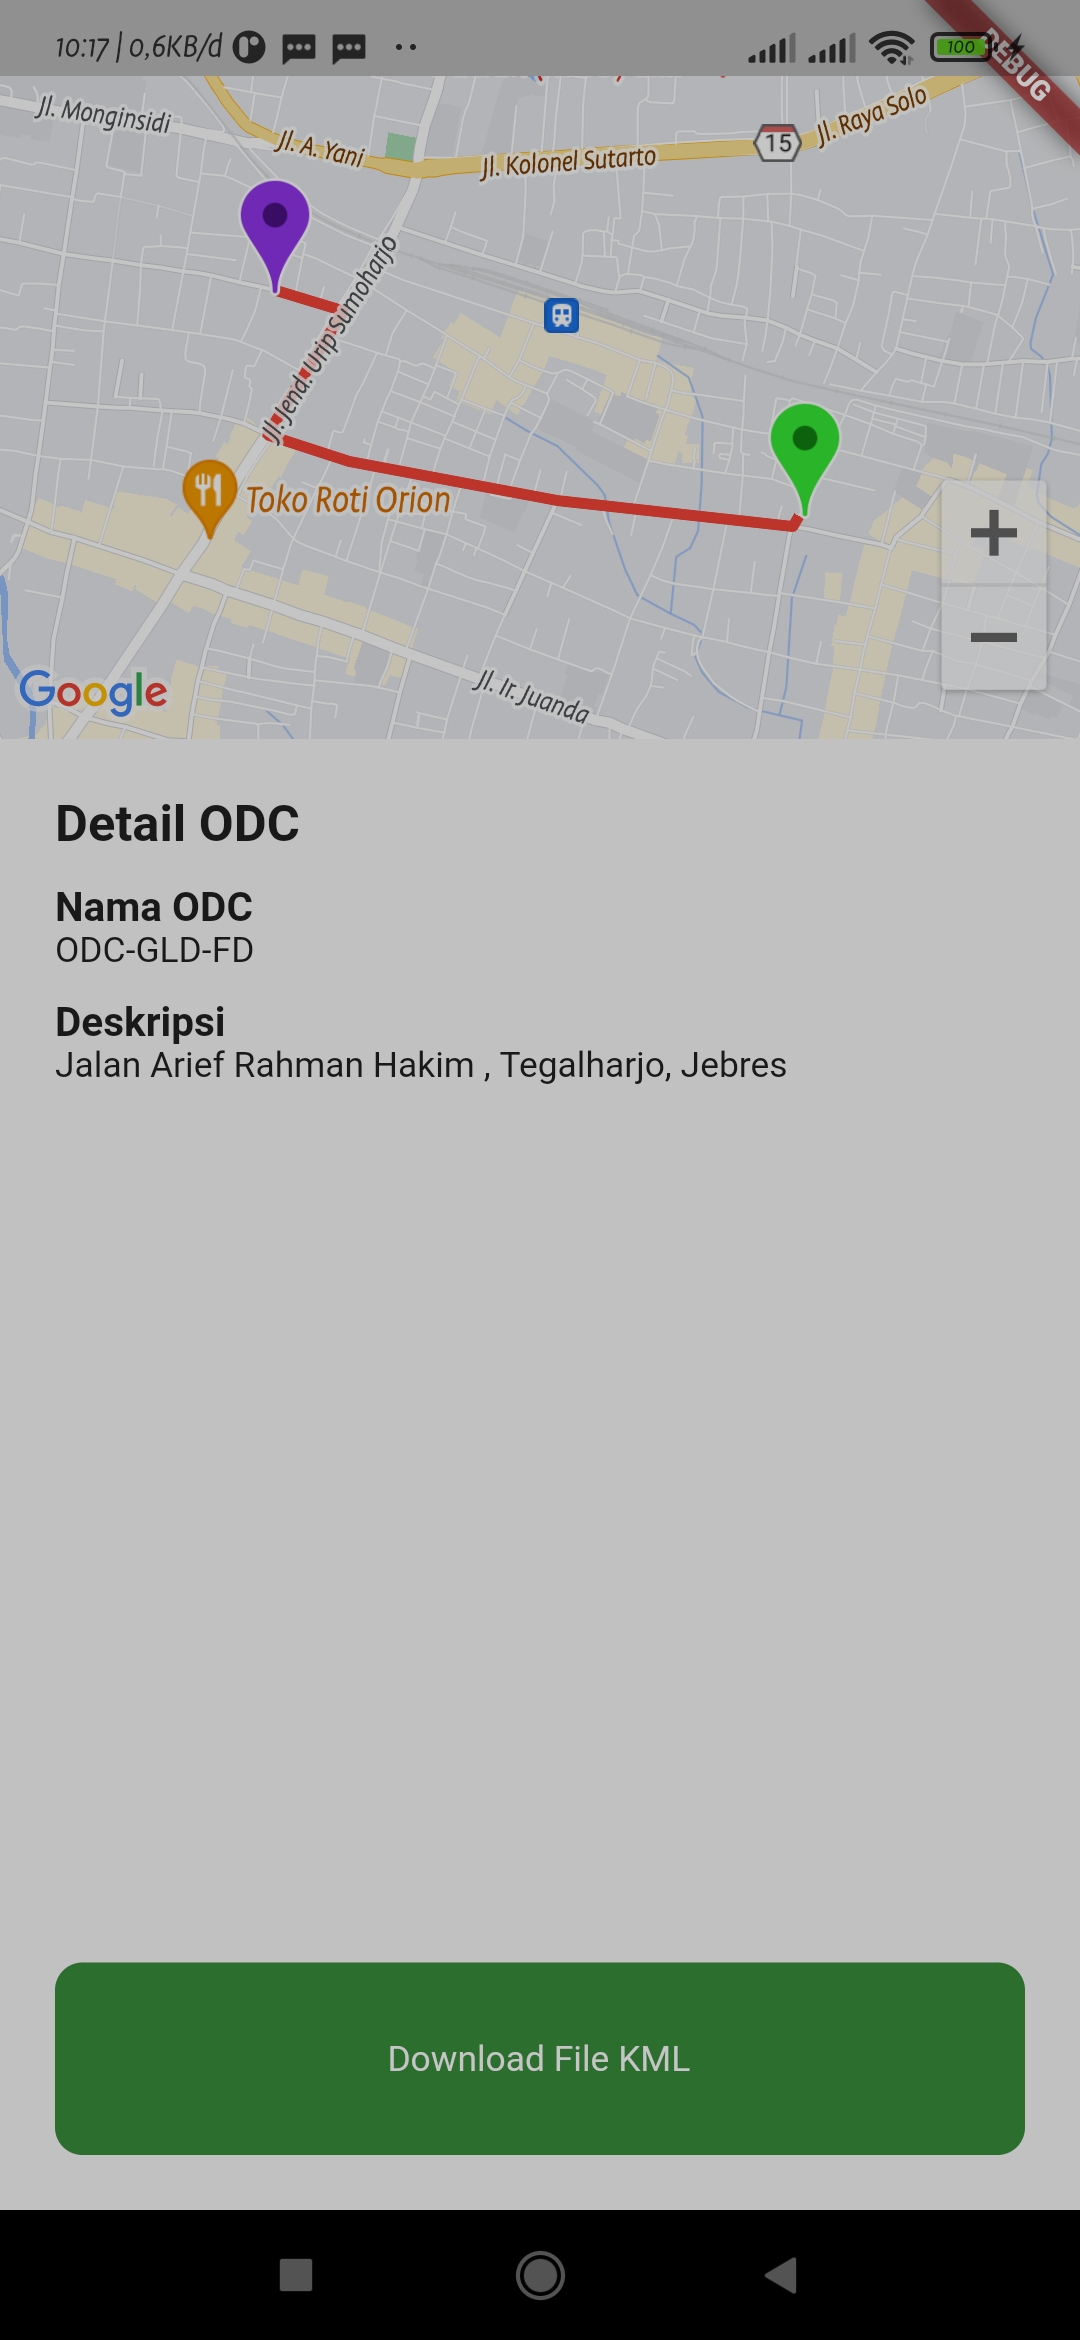 10:17 | 0,6KB/d
100
DEBUG
Jl. Monginsidi
Jl. A. Yani
Jl. Kolonel Sutarto
15
Jl. Raya Solo
Jl. Jend. Urip Sumoharjo
Toko Roti Orion
+
−
Google
Jl. Ir. Juanda
Detail ODC
Nama ODC
ODC-GLD-FD
Deskripsi
Jalan Arief Rahman Hakim , Tegalharjo, Jebres
Download File KML